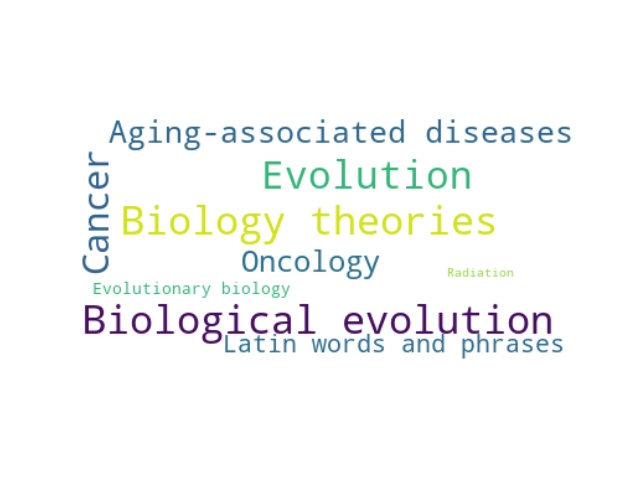 Aging-associated diseases
Cancer
Evolution
Biology theories
Oncology
Radiation
Evolutionary biology
Biological evolution
Latin words and phrases